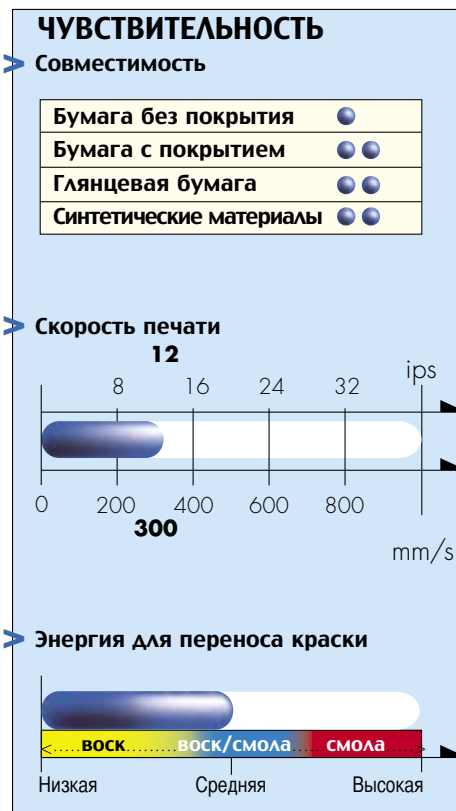 ЧУВСТВИТЕЛЬНОСТЬ
> Совместимость
Бумага без покрытия
Бумага с покрытием
Глянцевая бумага
Синтетические материалы
> Скорость печати
12
8 16 24 32 ips
0 200 400 600 800
300
mm/s
> Энергия для переноса краски
<.....воск..........воск/смола..........смола.....>
Низкая Средняя Высокая